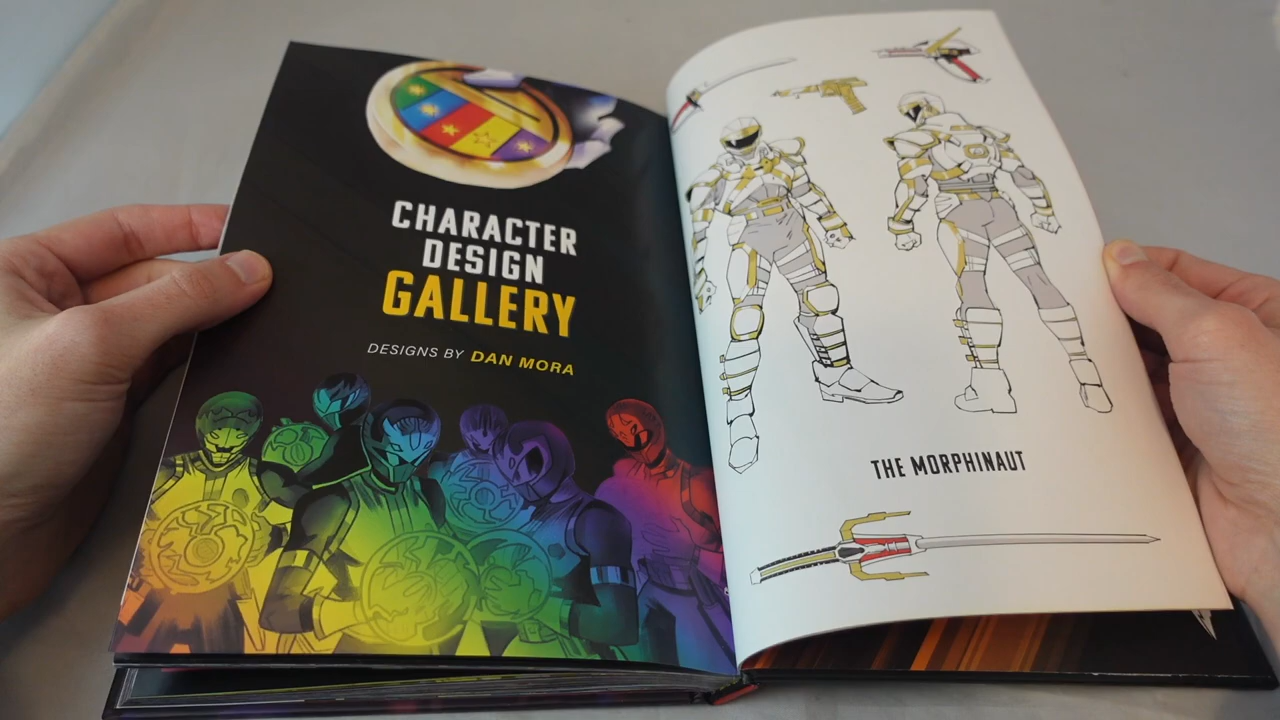 CHARACTER
DESIGN
GALLERY
DESIGNS BY DAN MORA
THE MORPHINAUT